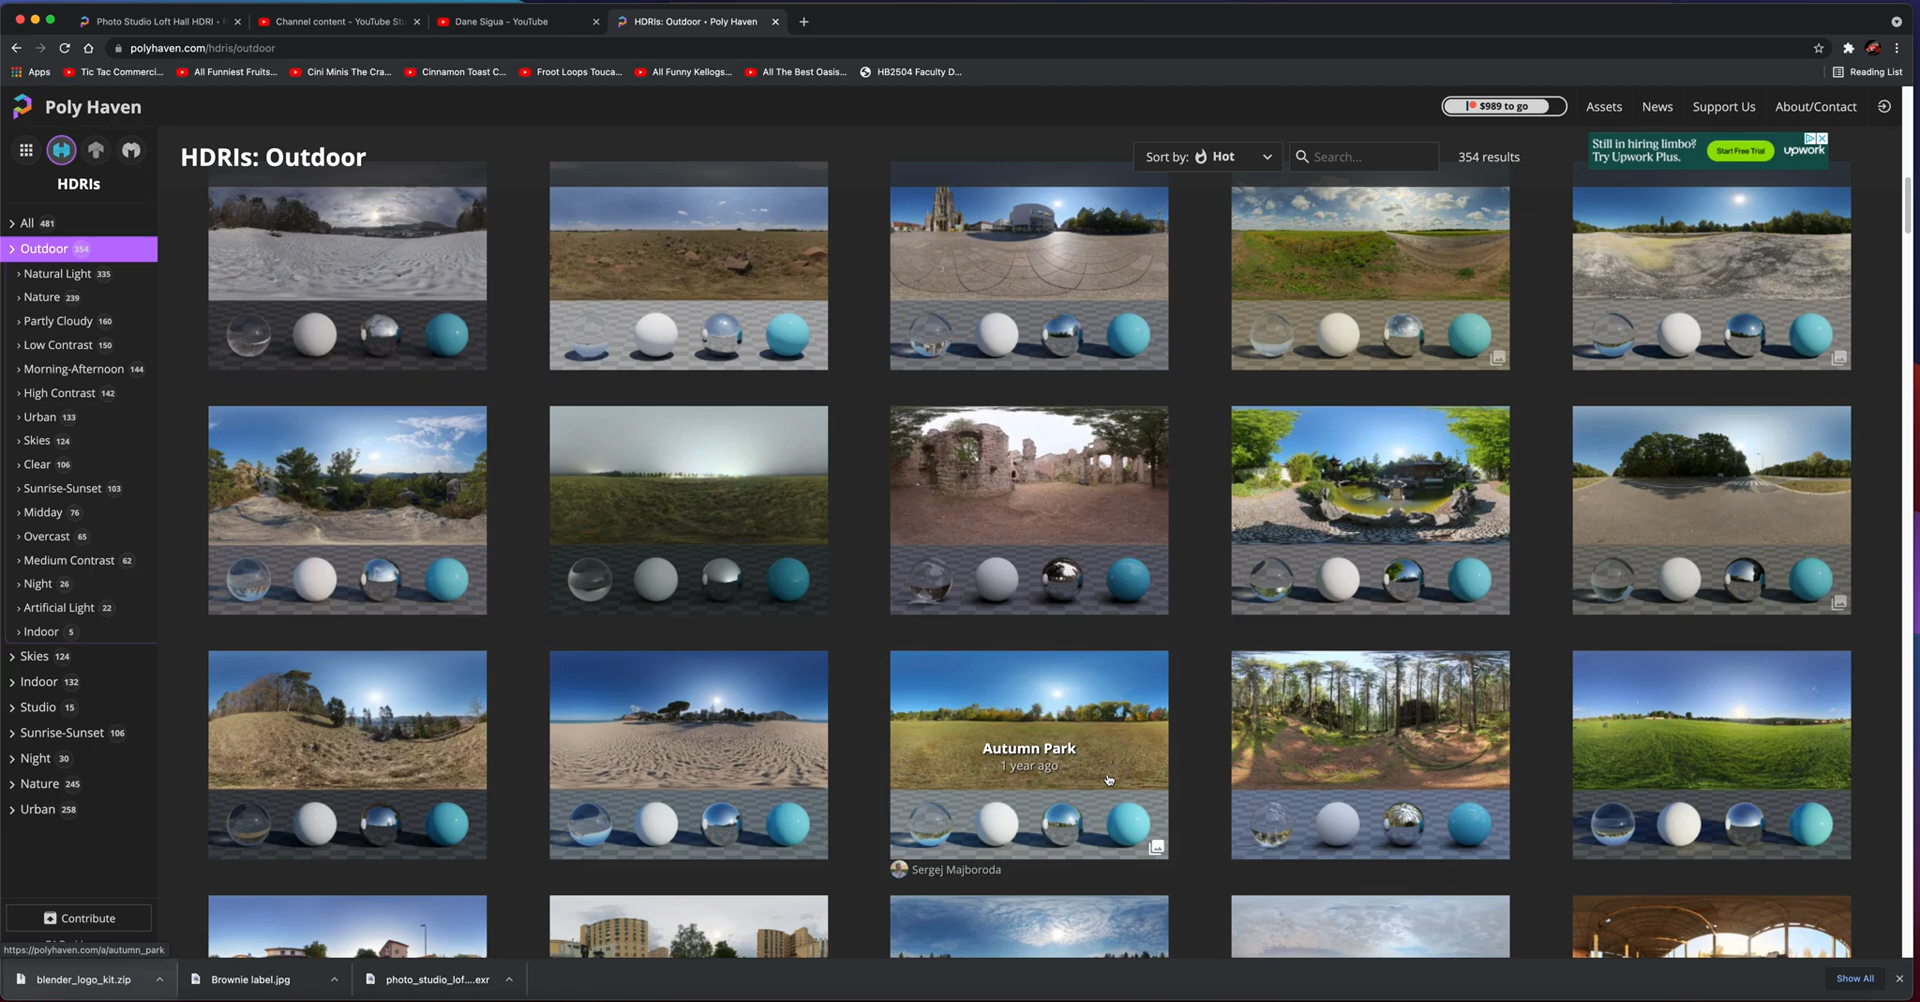 Photo Studio Loft Hall HDRI • P
Channel content - YouTube Stu
Dane Sigua - YouTube
HDRIs: Outdoor • Poly Haven
polyhaven.com/hdris/outdoor
Apps
Tic Tac Commerci...
All Funniest Fruits...
Cini Minis The Cra...
Cinnamon Toast C...
Froot Loops Touca...
All Funny Kellogs...
All The Best Oasis...
HB2504 Faculty D...
Reading List
Poly Haven
$989 to go
Assets
News
Support Us
About/Contact
HDRIs
HDRIs: Outdoor
Sort by: Hot
Search...
354 results
Still in hiring limbo?
Try Upwork Plus.
Start Free Trial
upwork
All 481
Outdoor 354
Natural Light 335
Nature 239
Partly Cloudy 160
Low Contrast 150
Morning-Afternoon 144
High Contrast 142
Urban 133
Skies 124
Clear 106
Sunrise-Sunset 103
Midday 76
Overcast 65
Medium Contrast 62
Night 26
Artificial Light 22
Indoor 5
Skies 124
Indoor 132
Studio 15
Sunrise-Sunset 106
Night 30
Nature 245
Urban 258
Autumn Park
1 year ago
Sergej Majboroda
Contribute
https://polyhaven.com/a/autumn_park
blender_logo_kit.zip
Brownie label.jpg
photo_studio_lof....exr
Show All